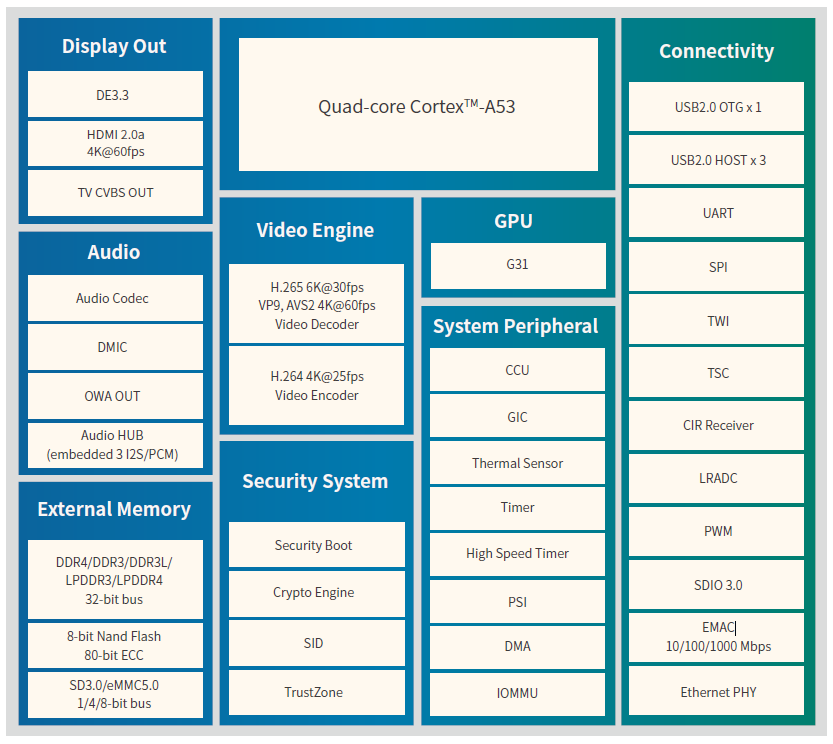 Display Out
DE3.3
HDMI 2.0a
4K@60fps
TV CVBS OUT
Audio
Audio Codec
DMIC
OWA OUT
Audio HUB
(embedded 3 I2S/PCM)
External Memory
DDR4/DDR3/DDR3L/
LPDDR3/LPDDR4
32-bit bus
8-bit Nand Flash
80-bit ECC
SD3.0/eMMC5.0
1/4/8-bit bus
Quad-core Cortex™-A53
Video Engine
H.265 6K@30fps
VP9, AVS2 4K@60fps
Video Decoder
H.264 4K@25fps
Video Encoder
Security System
Security Boot
Crypto Engine
SID
TrustZone
GPU
G31
System Peripheral
CCU
GIC
Thermal Sensor
Timer
High Speed Timer
PSI
DMA
IOMMU
Connectivity
USB2.0 OTG x 1
USB2.0 HOST x 3
UART
SPI
TWI
TSC
CIR Receiver
LRADC
PWM
SDIO 3.0
EMAC
10/100/1000 Mbps
Ethernet PHY